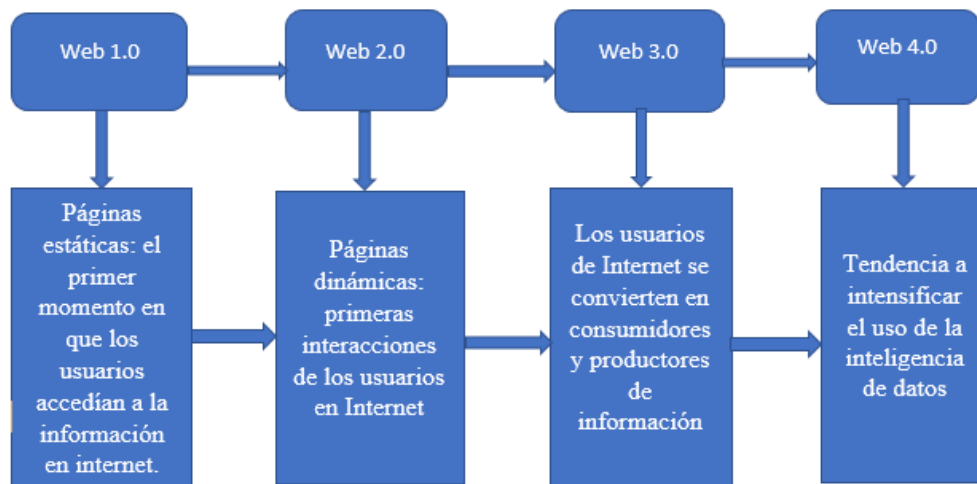 Web 1.0
Web 2.0
Web 3.0
Web 4.0
Páginas
estáticas: el
primer
momento en
que los
usuarios
accedían a la
información
en internet.
Páginas
dinámicas:
primeras
interacciones
de los usuarios
en Internet
Los usuarios
de Internet se
convierten en
consumidores
y productores
de
información
Tendencia a
intensificar
el uso de la
inteligencia
de datos